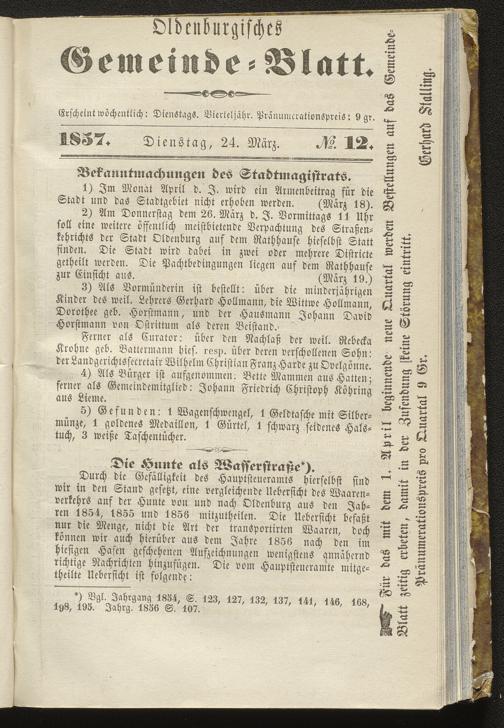 Oldenburgisches
Gemeinde-Blatt.
Erscheint wöchentlich: Dienstags. Vierteljähr. Pränumerationspreis: 9 gr.
1857. Dienstag, 24. März. № 12.
Bekanntmachungen des Stadtmagistrats.
1) Im Monat April d. J. wird ein Armenbeitrag für die
Stadt und das Stadtgebiet nicht erhoben werden. (März 18).
2) Am Donnerstag dem 26. März d. J. Vormittags 11 Uhr
soll eine weitere öffentlich meistbietende Verpachtung des Straßen-
kehrichts der Stadt Oldenburg auf dem Rathhause hieselbst Statt
finden. Die Stadt wird dabei in zwei oder mehrere Districte
getheilt werden. Die Pachtbedingungen liegen auf dem Rathhause
zur Einsicht aus. (März 19.)
3) Als Vormünderin ist bestellt: über die minderjährigen
Kinder des weil. Lehrers Gerhard Hollmann, die Wittwe Hollmann,
Dorothee geb. Horstmann, und der Hausmann Johann David
Horstmann von Ostrittum als deren Beistand.
Ferner als Curator: über den Nachlaß der weil. Rebecka
Krohne geb. Battermann hies. resp. über deren verschollenen Sohn:
der Landgerichtssecretair Wilhelm Christian Franz Harde zu Ovelgönne.
4) Als Bürger ist aufgenommen: Bette Mammen aus Hatten;
ferner als Gemeindemitglied: Johann Friedrich Christoph Köhring
aus Lieme.
5) Gefunden: 1 Wagenschwengel, 1 Geldtasche mit Silber-
münze, 1 goldenes Medaillon, 1 Gürtel, 1 schwarz seidenes Hals-
tuch, 3 weiße Taschentücher.
Die Hunte als Wasserstraße*).
Durch die Gefälligkeit des Hauptsteueramts hierselbst sind
wir in den Stand gesetzt, eine vergleichende Uebersicht des Waaren-
verkehrs auf der Hunte von und nach Oldenburg aus den Jah-
ren 1854, 1855 und 1856 mitzutheilen. Die Uebersicht befaßt
nur die Menge, nicht die Art der transportirten Waaren, doch
können wir auch hierüber aus dem Jahre 1856 nach den im
hiesigen Hafen geschehenen Aufzeichnungen wenigstens annähernd
richtige Nachrichten hinzufügen. Die vom Hauptsteueramte mitge-
theilte Uebersicht ist folgende:
*) Vgl. Jahrgang 1854, S. 123, 127, 132, 137, 141, 146, 168,
198, 195. Jahrg. 1856 S. 107.
☛ Für das mit dem 1. April beginnende neue Quartal werden Bestellungen auf das Gemeinde-
Blatt zeitig erbeten, damit in der Zusendung keine Störung eintritt.
Pränumerationspreis pro Quartal 9 Gr. Gerhard Stalling.